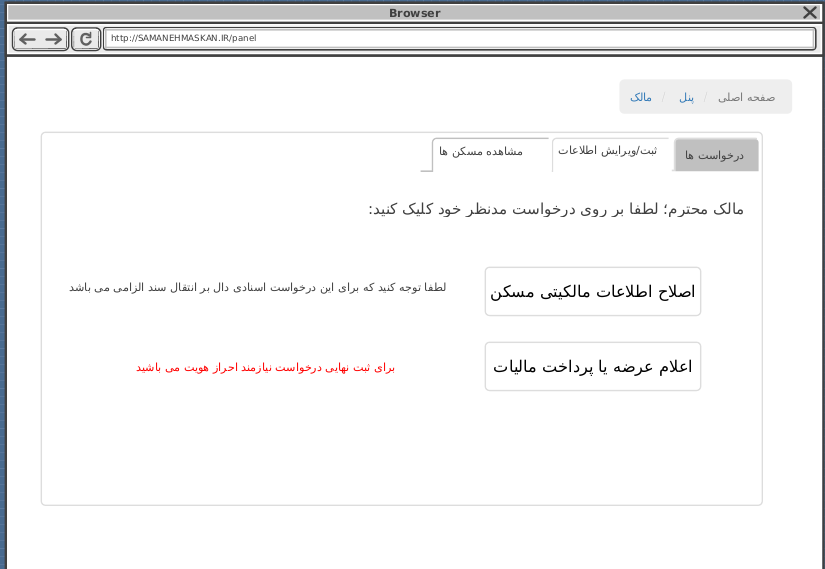 Browser
http://SAMANEHMASKAN.IR/panel
صفحه اصلی / پنل / مالک
درخواست ها
ثبت/ویرایش اطلاعات
مشاهده مسکن ها
مالک محترم؛ لطفا بر روی درخواست مدنظر خود کلیک کنید:
اصلاح اطلاعات مالکیتی مسکن
لطفا توجه کنید که برای این درخواست اسنادی دال بر انتقال سند الزامی می باشد
اعلام عرضه یا پرداخت مالیات
برای ثبت نهایی درخواست نیازمند احراز هویت می باشید